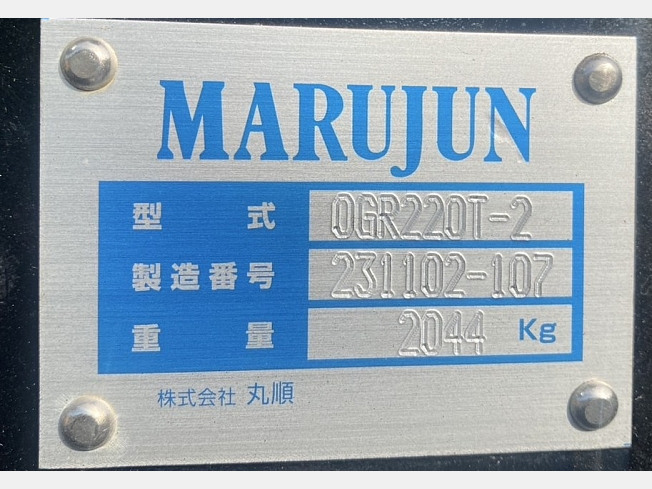 MARUJUN
型式 OGR220T-2
製造番号 231102-107
重量 2044 Kg
株式会社 丸順